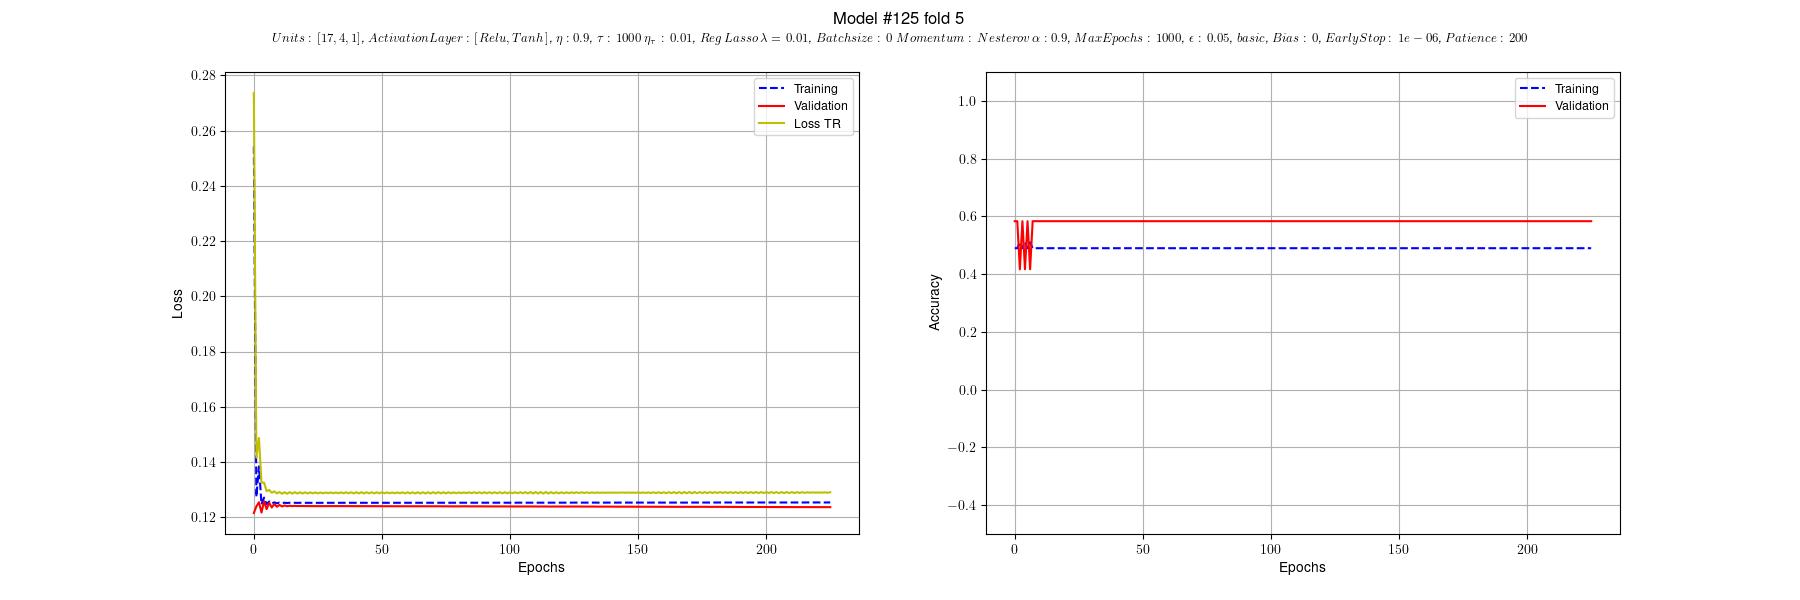 Model #125 fold 5
Units : [17, 4, 1], ActivationLayer : [Relu, Tanh], η : 0.9, τ : 1000 ητ : 0.01, Reg Lasso λ = 0.01, Batchsize : 0 Momentum : Nesterov α : 0.9, MaxEpochs : 1000, ϵ : 0.05, basic, Bias : 0, EarlyStop : 1e − 06, Patience : 200
0.28
0.26
0.24
0.22
0.20
0.18
0.16
0.14
0.12
Loss
Training
Validation
Loss TR
0 50 100 150 200
Epochs
1.0
0.8
0.6
0.4
0.2
0.0
−0.2
−0.4
Accuracy
Training
Validation
0 50 100 150 200
Epochs